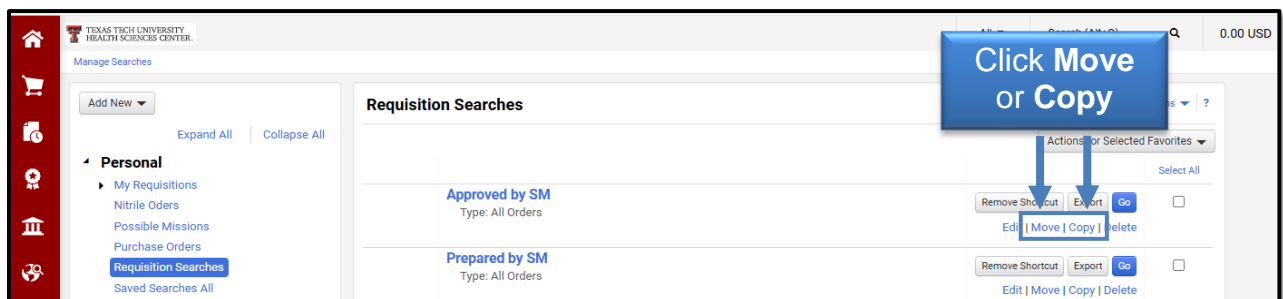 TEXAS TECH UNIVERSITY
HEALTH SCIENCES CENTER.
0.00 USD
Manage Searches
Click Move
or Copy
Add New
Requisition Searches
?
Expand All | Collapse All
Actions for Selected Favorites
Personal
Select All
My Requisitions
Nitrile Oders
Possible Missions
Purchase Orders
Requisition Searches
Saved Searches All
Approved by SM
Type: All Orders
Remove Shortcut Export Go
Edit | Move | Copy | Delete
Prepared by SM
Type: All Orders
Remove Shortcut Export Go
Edit | Move | Copy | Delete